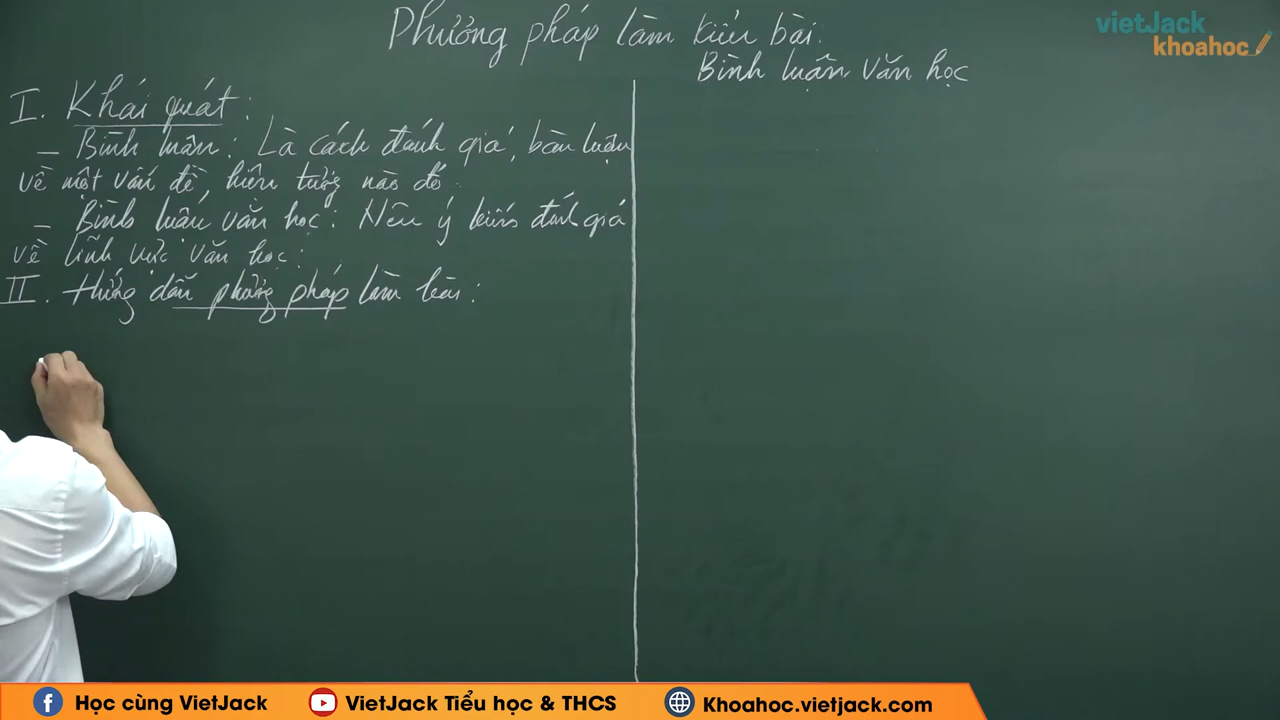 Phương pháp làm kiểu bài.
Bình luận Văn học
vietJack
khoahoc
I. Khái quát:
_ Bình luận: Là cách đánh giá, bàn luận
về một vấn đề, hiện tượng nào đó.
_ Bình luận văn học: Nêu ý kiến đánh giá
về lĩnh vực văn học.
II. Hướng dẫn phương pháp làm bài:
Học cùng VietJack
VietJack Tiểu học & THCS
Khoahoc.vietjack.com